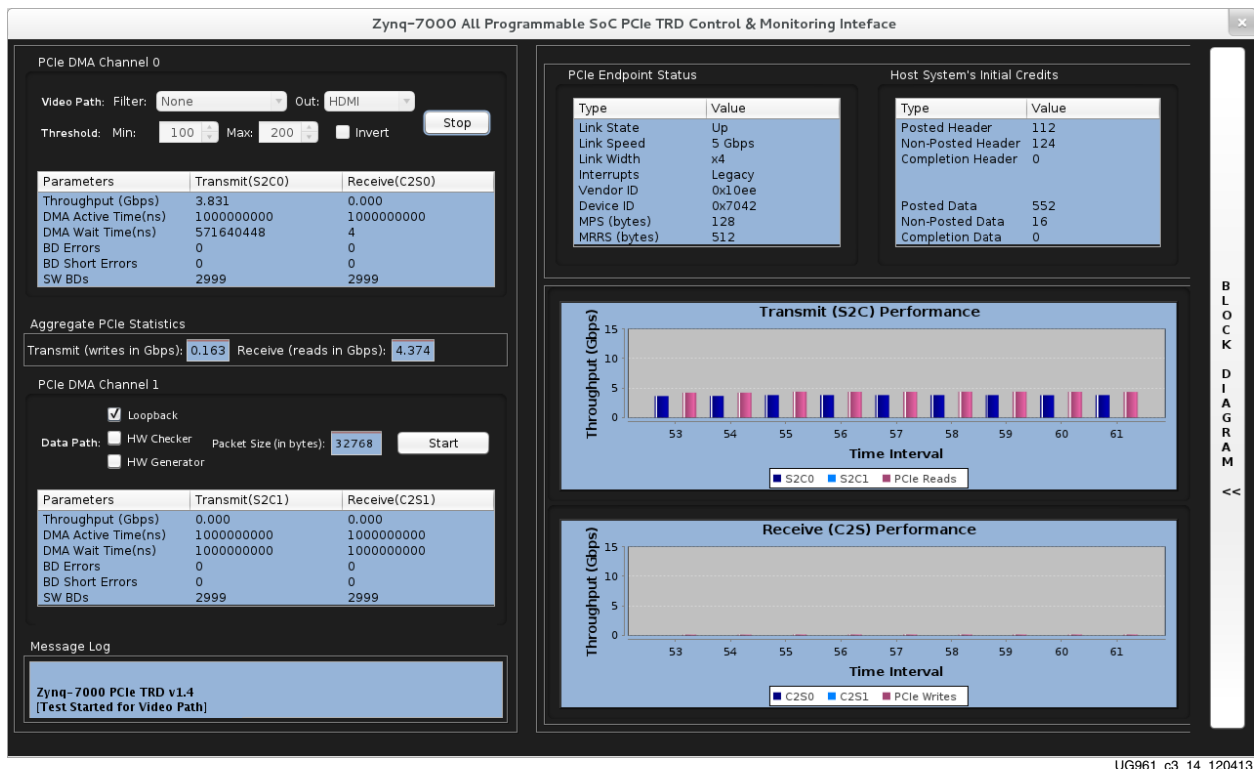 Zynq-7000 All Programmable SoC PCIe TRD Control & Monitoring Inteface
PCIe DMA Channel 0
Video Path: Filter: None Out: HDMI
Threshold: Min: 100 Max: 200 Invert
Stop
Parameters Transmit(S2C0) Receive(C2S0)
Throughput (Gbps) 3.831 0.000
DMA Active Time(ns) 1000000000 1000000000
DMA Wait Time(ns) 571640448 4
BD Errors 0 0
BD Short Errors 0 0
SW BDs 2999 2999
Aggregate PCIe Statistics
Transmit (writes in Gbps): 0.163 Receive (reads in Gbps): 4.374
PCIe DMA Channel 1
Loopback
Data Path: HW Checker Packet Size (in bytes): 32768 Start
HW Generator
Parameters Transmit(S2C1) Receive(C2S1)
Throughput (Gbps) 0.000 0.000
DMA Active Time(ns) 1000000000 1000000000
DMA Wait Time(ns) 1000000000 1000000000
BD Errors 0 0
BD Short Errors 0 0
SW BDs 2999 2999
Message Log
Zynq-7000 PCIe TRD v1.4
[Test Started for Video Path]
PCIe Endpoint Status
Type Value
Link State Up
Link Speed 5 Gbps
Link Width x4
Interrupts Legacy
Vendor ID 0x10ee
Device ID 0x7042
MPS (bytes) 128
MRRS (bytes) 512
Host System's Initial Credits
Type Value
Posted Header 112
Non-Posted Header 124
Completion Header 0
Posted Data 552
Non-Posted Data 16
Completion Data 0
Transmit (S2C) Performance
Throughput (Gbps)
15
10
5
0
53 54 55 56 57 58 59 60 61
Time Interval
S2C0 S2C1 PCIe Reads
Receive (C2S) Performance
Throughput (Gbps)
15
10
5
0
53 54 55 56 57 58 59 60 61
Time Interval
C2S0 C2S1 PCIe Writes
BLOCK DIAGRAM <<
UG961_c3_14_120413